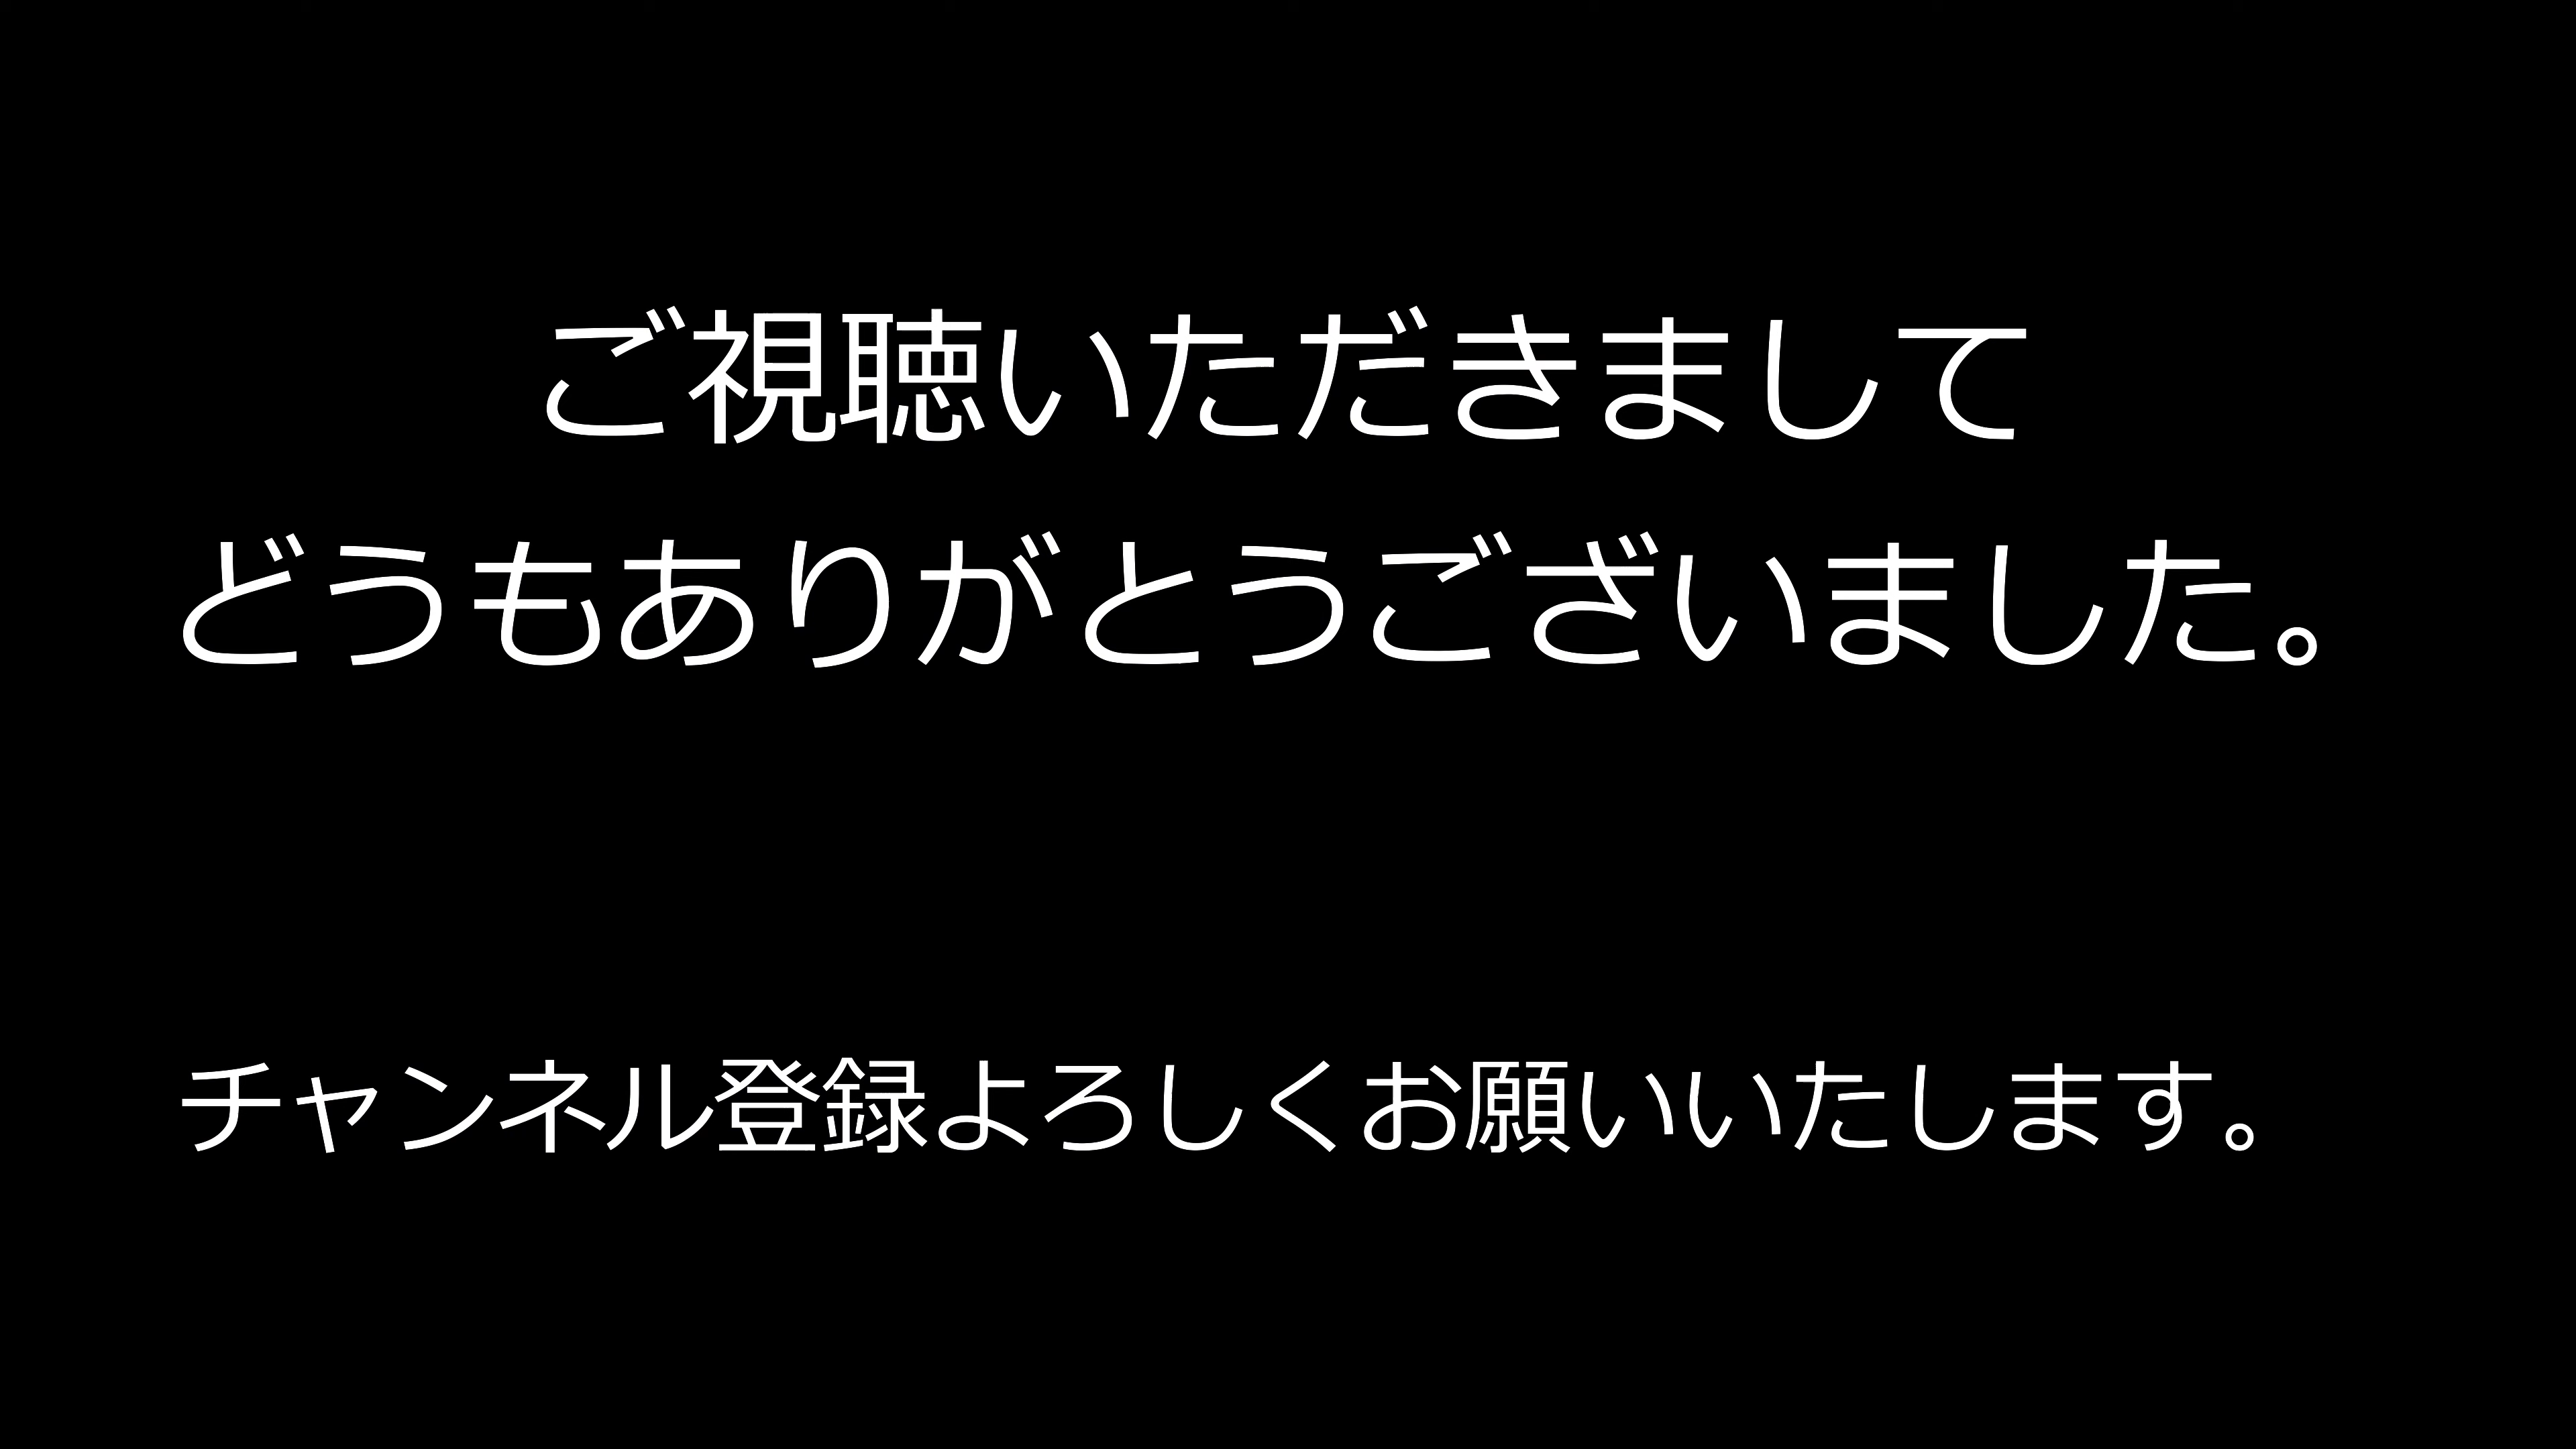 ご視聴いただきまして
どうもありがとうございました。
チャンネル登録よろしくお願いいたします。